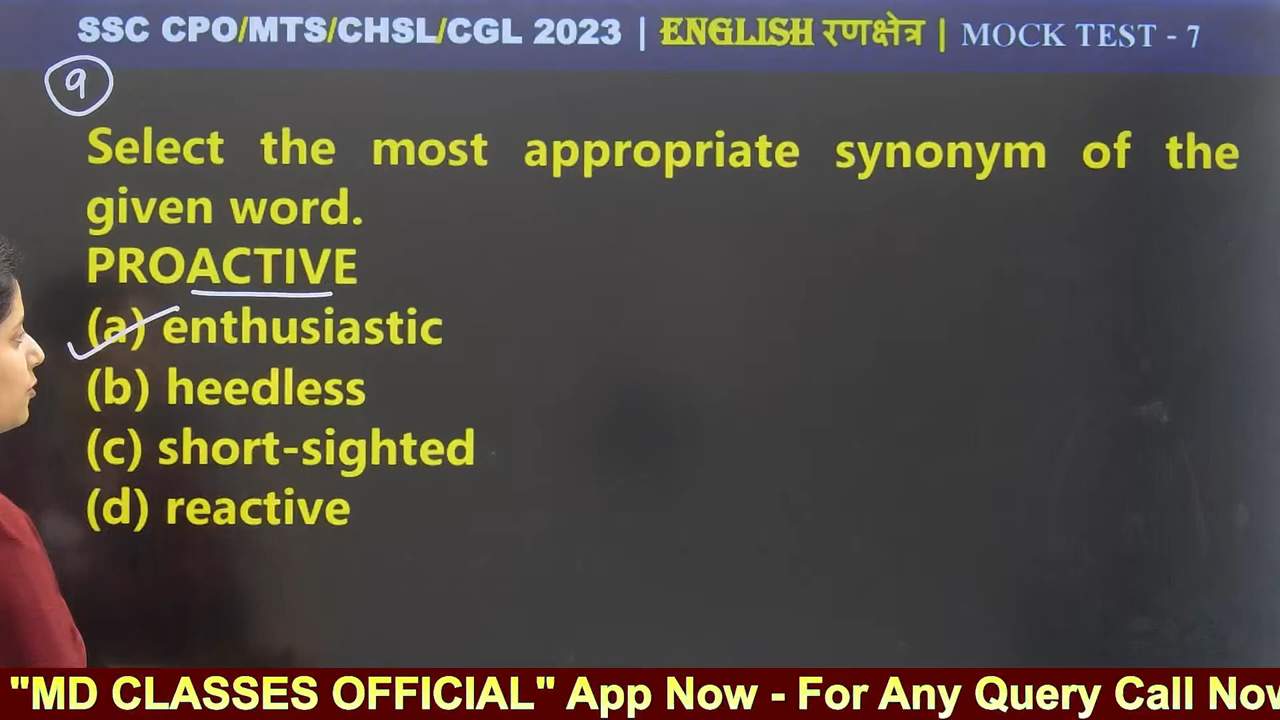 SSC CPO/MTS/CHSL/CGL 2023 | ENGLISH रणक्षेत्र | MOCK TEST - 7
9
Select the most appropriate synonym of the
given word.
PROACTIVE
(a) enthusiastic
(b) heedless
(c) short-sighted
(d) reactive
"MD CLASSES OFFICIAL" App Now - For Any Query Call Now